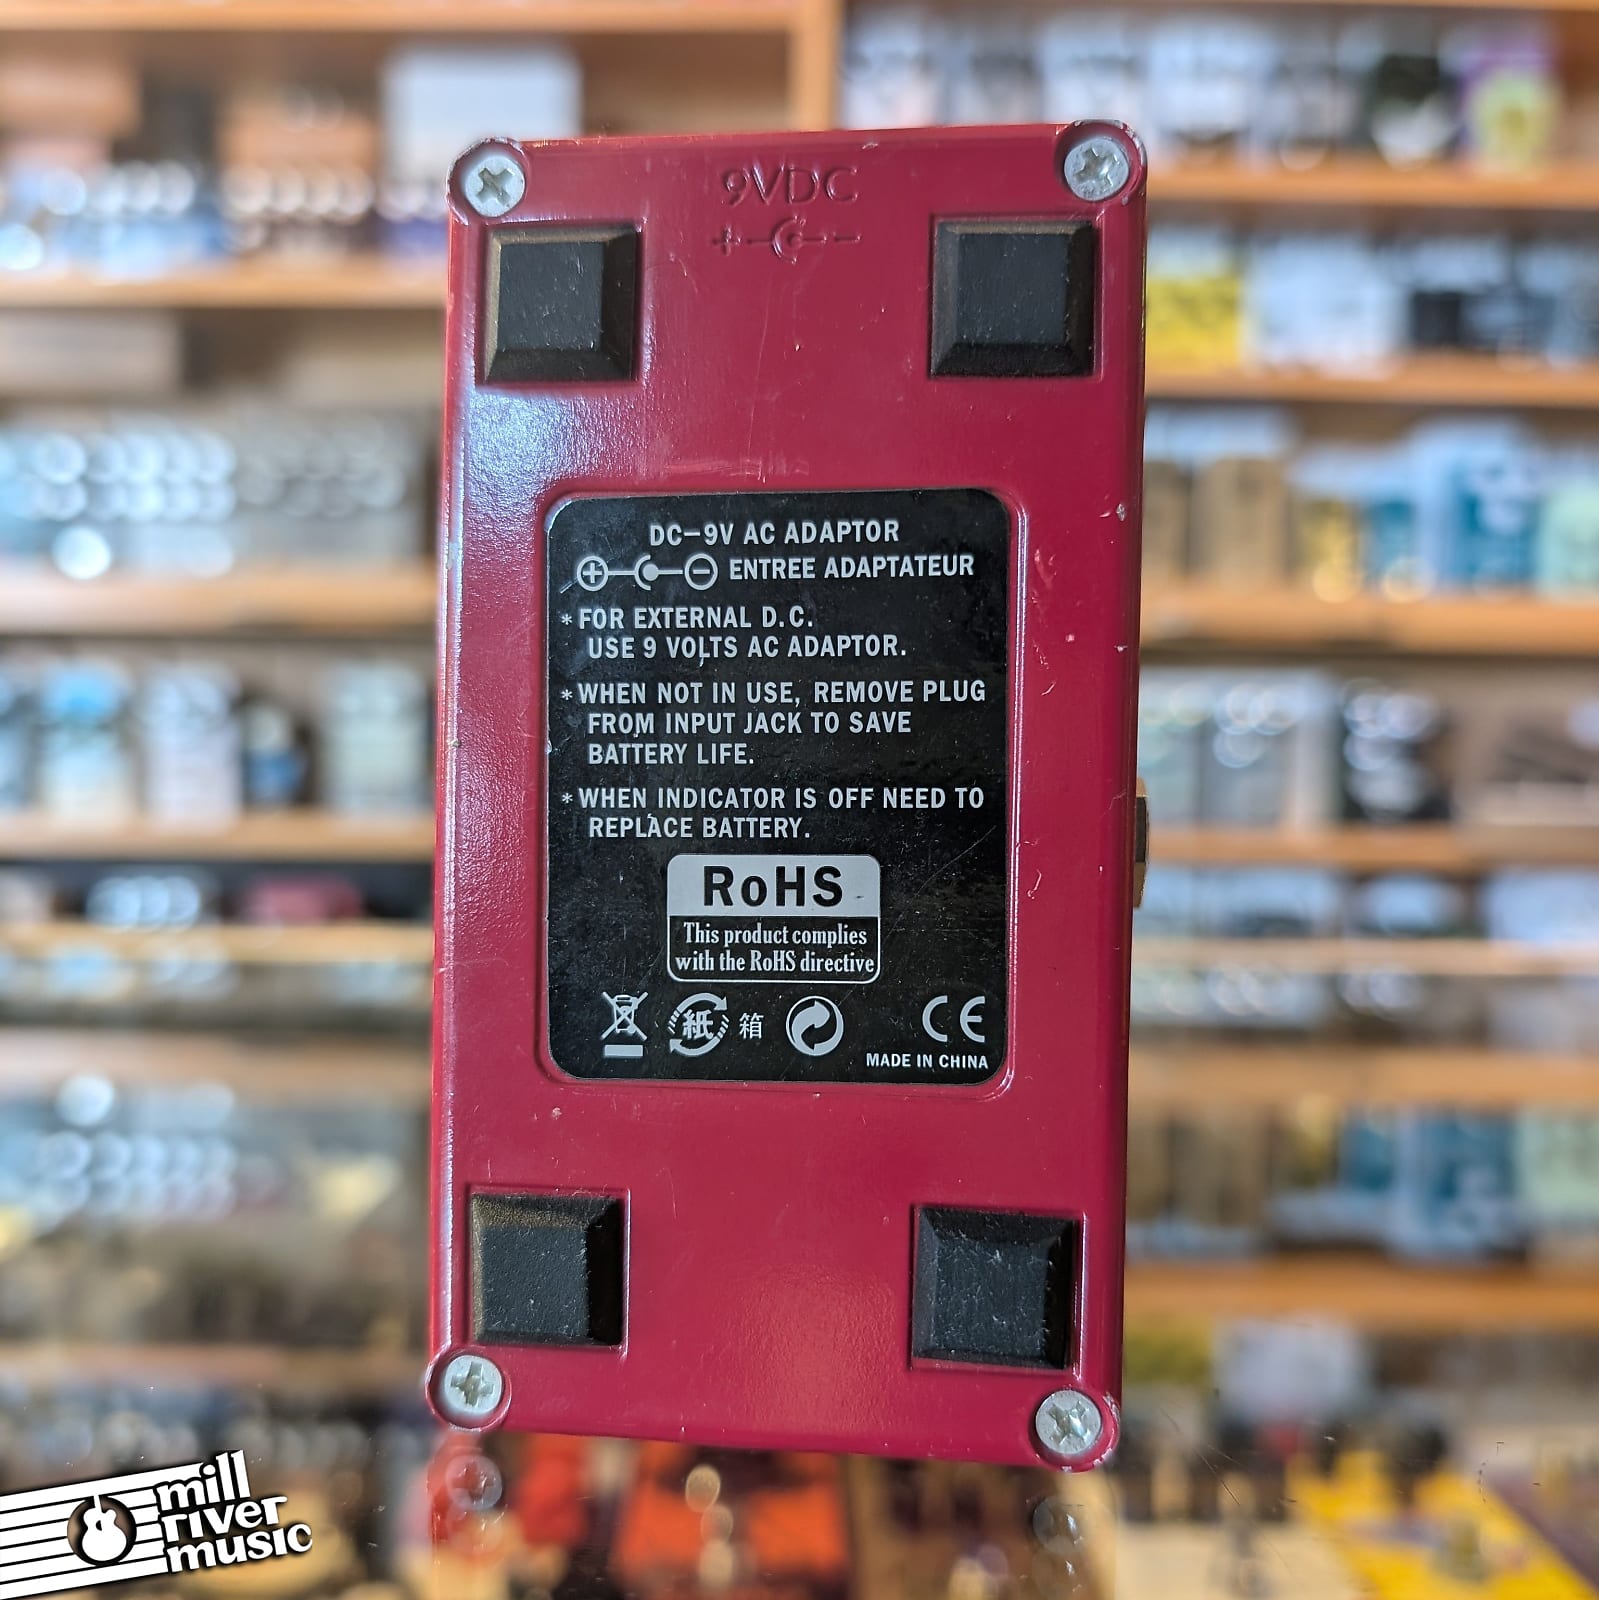 9VDC
+ -
DC-9V AC ADAPTOR
+ - ENTREE ADAPTATEUR
* FOR EXTERNAL D.C.
USE 9 VOLTS AC ADAPTOR.
* WHEN NOT IN USE, REMOVE PLUG
FROM INPUT JACK TO SAVE
BATTERY LIFE.
* WHEN INDICATOR IS OFF NEED TO
REPLACE BATTERY.
RoHS
This product complies
with the RoHS directive
紙 箱 CE
MADE IN CHINA
mill
river
music